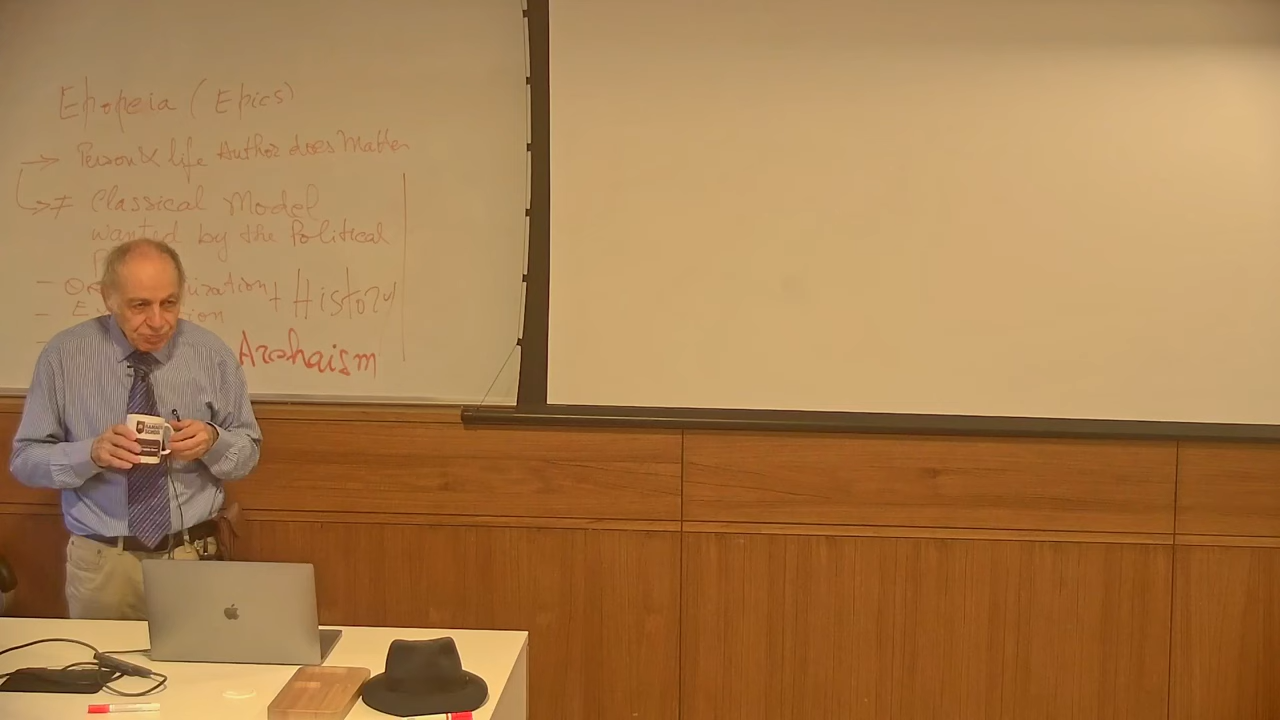 Epopeia (Epics)
→ Person & life Author does Matter
↳ ≠ Classical Model
wanted by the Political
+ History
Archaism